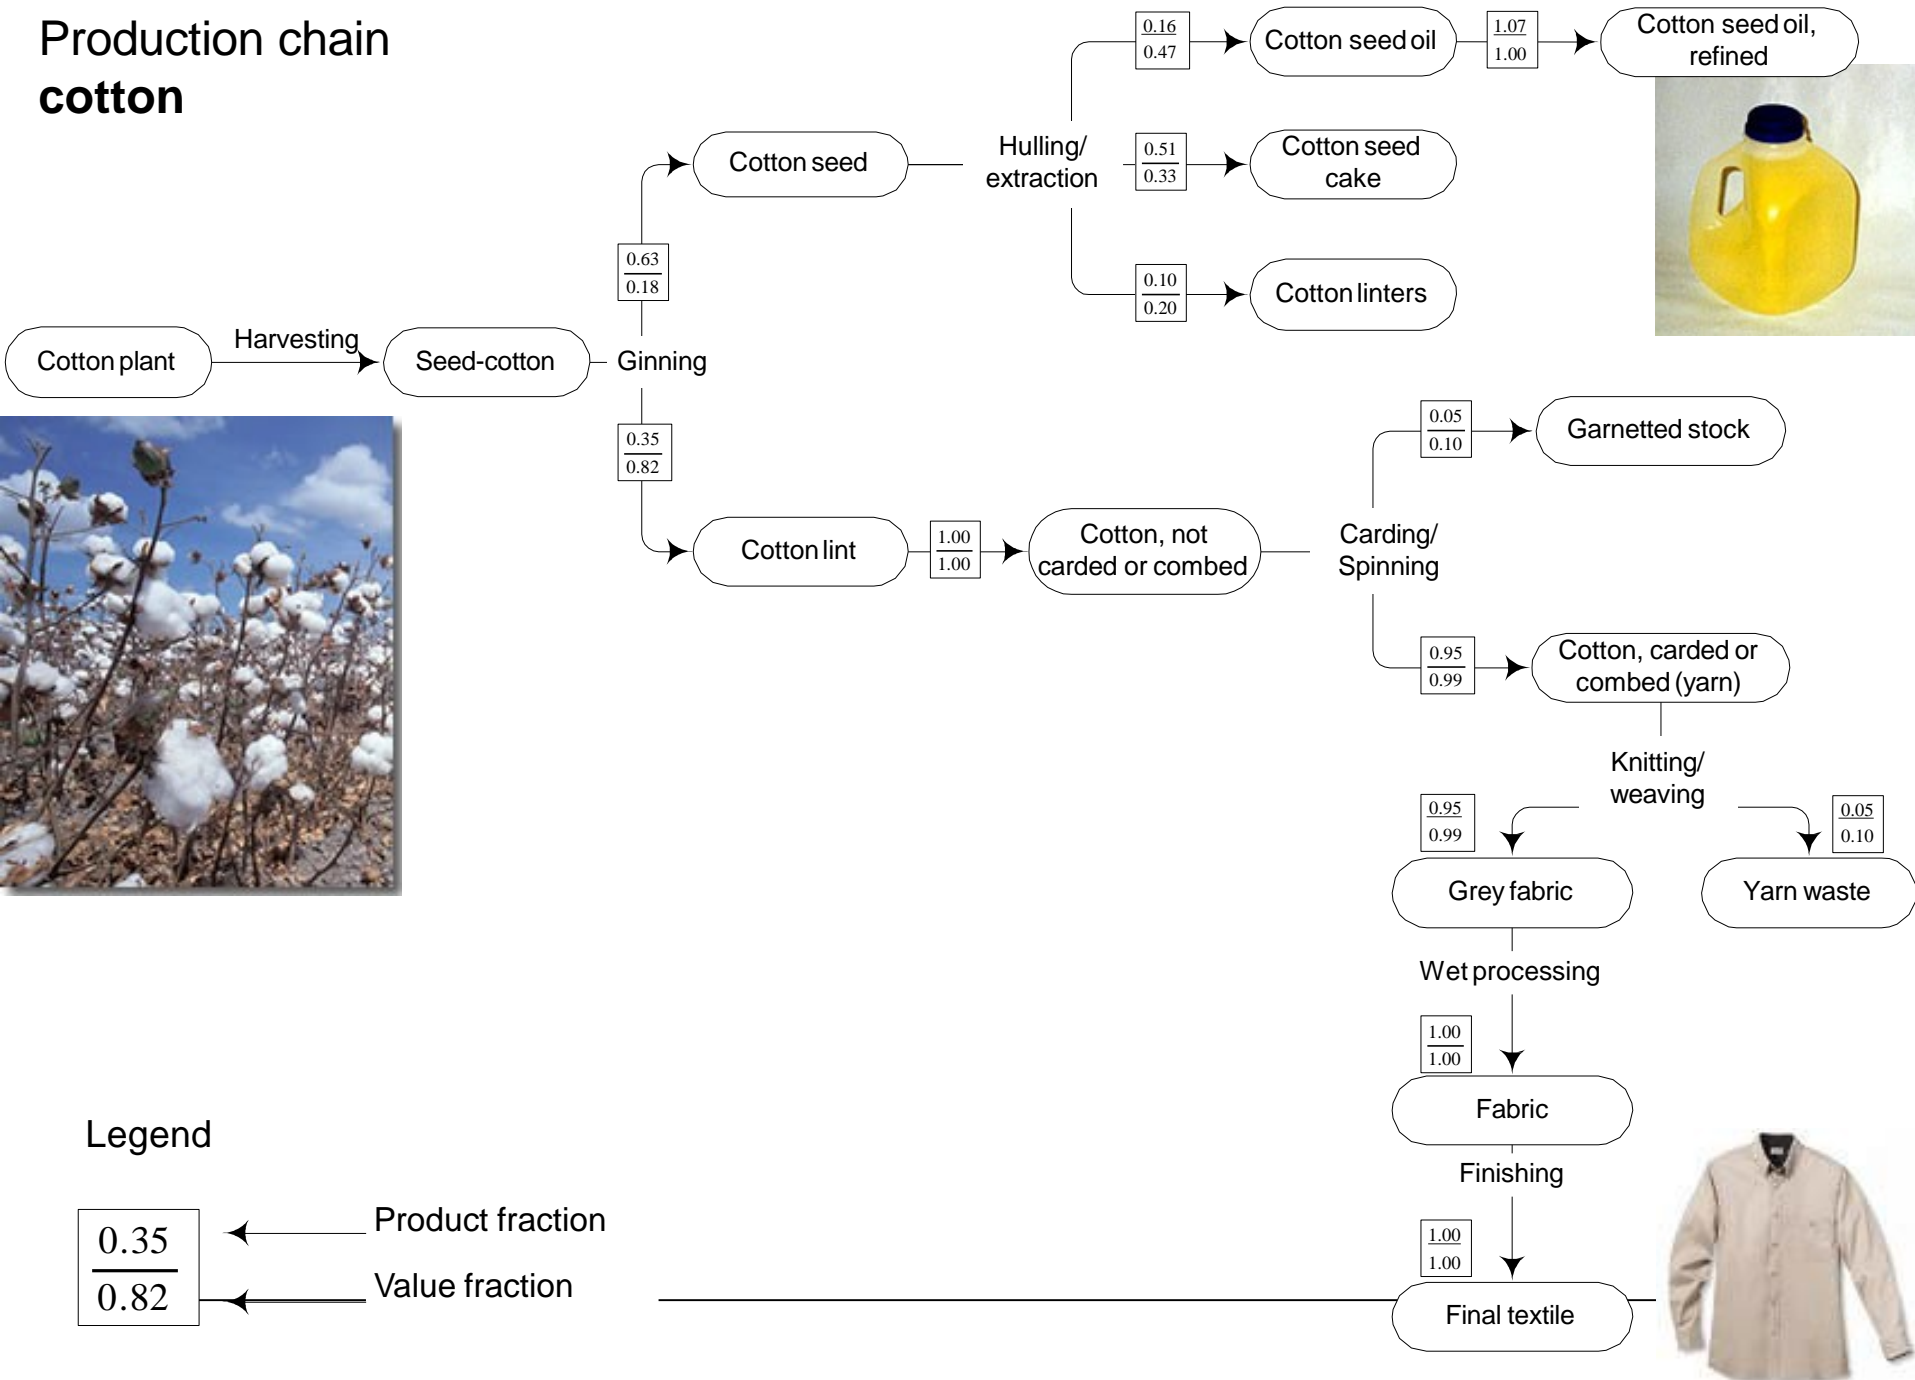 Production chain
cotton
0.16
0.47
Cotton seed oil
1.07
1.00
Cotton seed oil,
refined
Cotton seed
Hulling/
extraction
0.51
0.33
Cotton seed
cake
0.63
0.18
0.10
0.20
Cotton linters
Cotton plant
Harvesting
Seed-cotton
Ginning
0.35
0.82
0.05
0.10
Garnetted stock
Cotton lint
1.00
1.00
Cotton, not
carded or combed
Carding/
Spinning
0.95
0.99
Cotton, carded or
combed (yarn)
Knitting/
weaving
0.95
0.99
0.05
0.10
Grey fabric
Yarn waste
Wet processing
1.00
1.00
Fabric
Finishing
1.00
1.00
Final textile
Legend
0.35
0.82
Product fraction
Value fraction